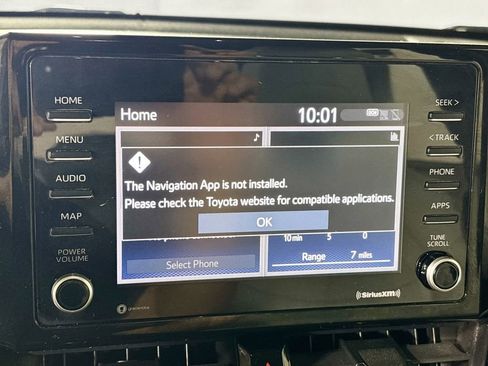 HOME
MENU
AUDIO
MAP
POWER
VOLUME
Home
10:01
The Navigation App is not installed.
Please check the Toyota website for compatible applications.
OK
10 min 5 0
Select Phone
Range 7 miles
gracenote
((SiriusXM))
SEEK >
< TRACK
PHONE
APPS
TUNE
SCROLL